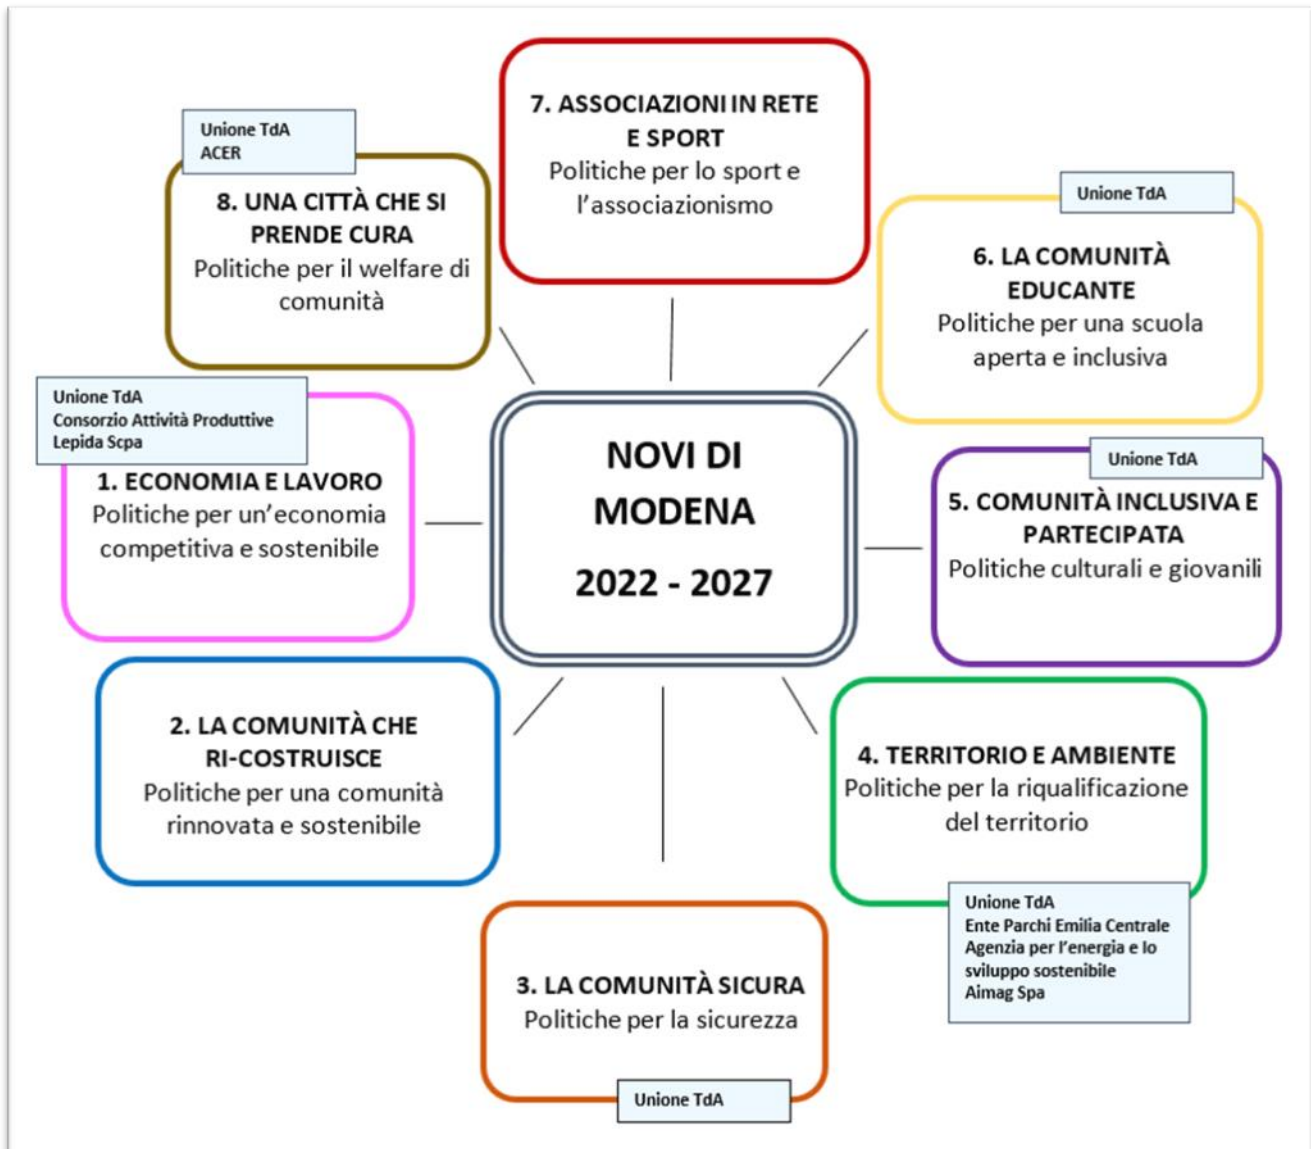 7. ASSOCIAZIONI IN RETE
E SPORT
Politiche per lo sport e
l'associazionismo
Unione TdA
ACER
8. UNA CITTÀ CHE SI
PRENDE CURA
Politiche per il welfare di
comunità
Unione TdA
6. LA COMUNITÀ
EDUCANTE
Politiche per una scuola
aperta e inclusiva
Unione TdA
Consorzio Attività Produttive
Lepida Scpa
1. ECONOMIA E LAVORO
Politiche per un'economia
competitiva e sostenibile
NOVI DI
MODENA
2022 - 2027
Unione TdA
5. COMUNITÀ INCLUSIVA E
PARTECIPATA
Politiche culturali e giovanili
2. LA COMUNITÀ CHE
RI-COSTRUISCE
Politiche per una comunità
rinnovata e sostenibile
4. TERRITORIO E AMBIENTE
Politiche per la riqualificazione
del territorio
Unione TdA
Ente Parchi Emilia Centrale
Agenzia per l'energia e lo
sviluppo sostenibile
Aimag Spa
3. LA COMUNITÀ SICURA
Politiche per la sicurezza
Unione TdA